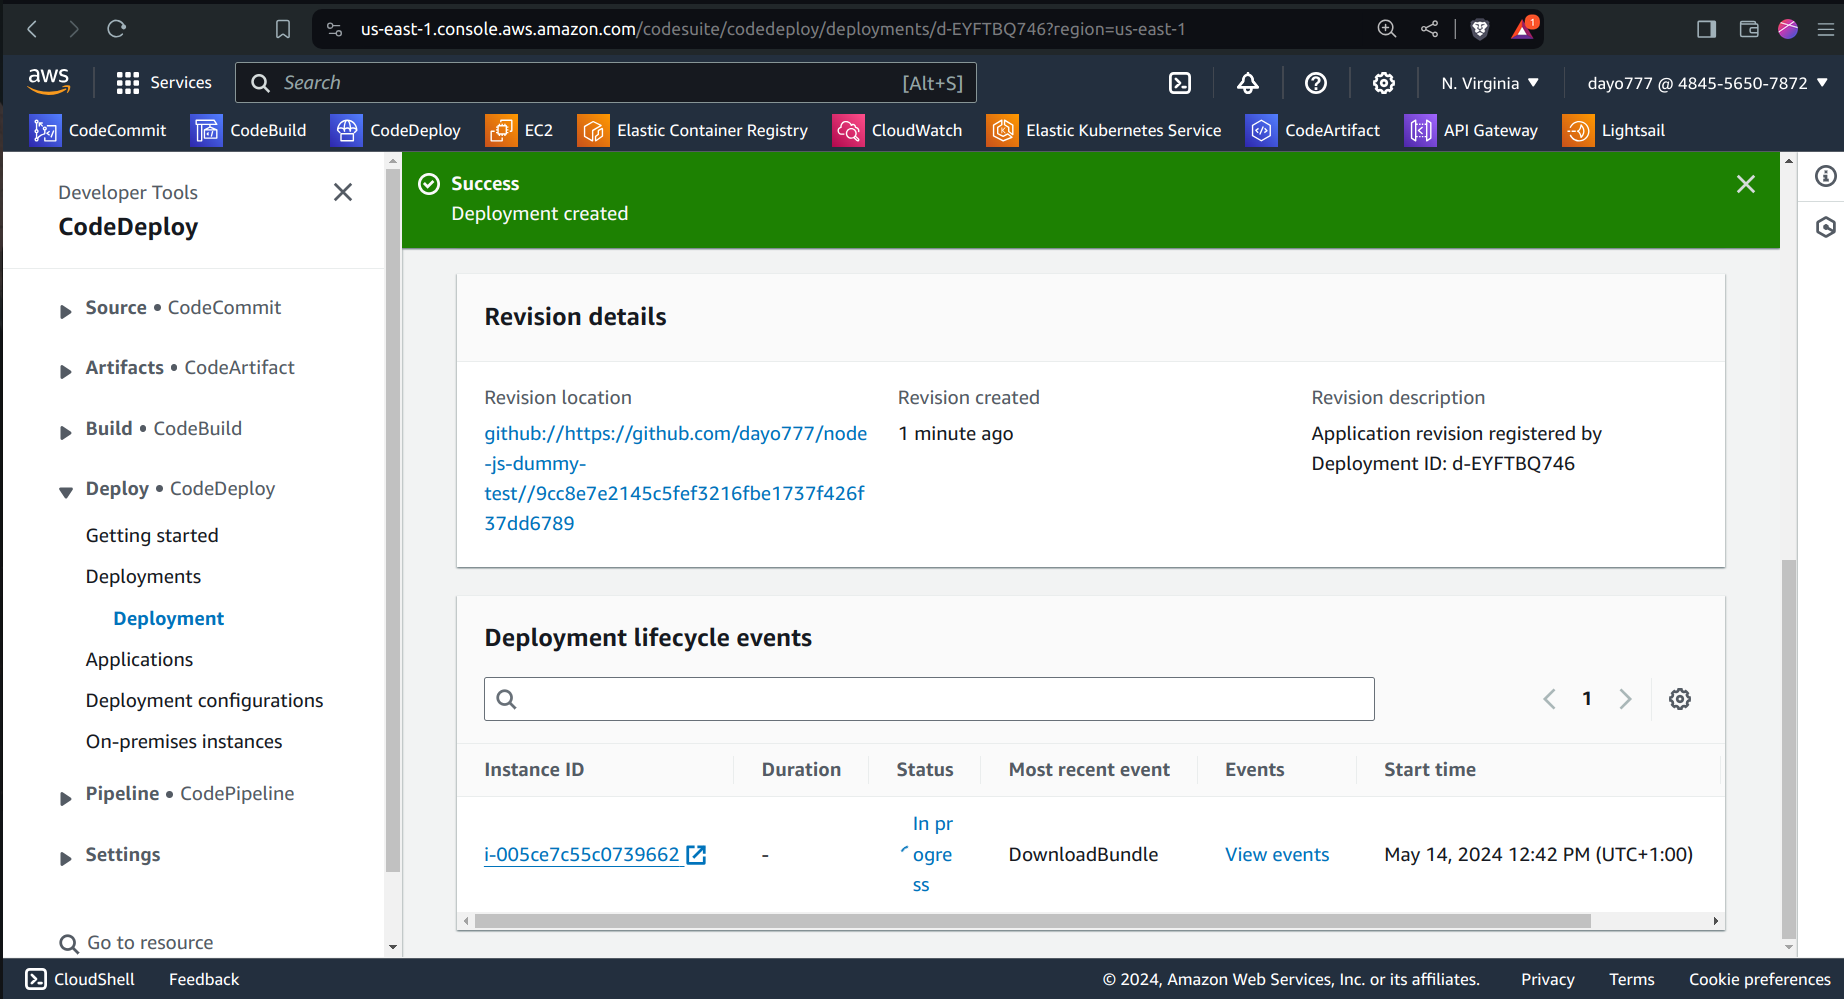 us-east-1.console.aws.amazon.com/codesuite/codedeploy/deployments/d-EYFTBQ746?region=us-east-1
1
aws
Services
Search
[Alt+S]
N. Virginia
dayo777 @ 4845-5650-7872
CodeCommit
CodeBuild
CodeDeploy
EC2
Elastic Container Registry
CloudWatch
Elastic Kubernetes Service
CodeArtifact
API Gateway
Lightsail
Developer Tools
CodeDeploy
Source • CodeCommit
Artifacts • CodeArtifact
Build • CodeBuild
Deploy • CodeDeploy
Getting started
Deployments
Deployment
Applications
Deployment configurations
On-premises instances
Pipeline • CodePipeline
Settings
Go to resource
Success
Deployment created
Revision details
Revision location
github://https://github.com/dayo777/node
-js-dummy-
test//9cc8e7e2145c5fef3216fbe1737f426f
37dd6789
Revision created
1 minute ago
Revision description
Application revision registered by
Deployment ID: d-EYFTBQ746
Deployment lifecycle events
1
Instance ID
Duration
Status
Most recent event
Events
Start time
i-005ce7c55c0739662
-
In pr
ogre
ss
DownloadBundle
View events
May 14, 2024 12:42 PM (UTC+1:00)
CloudShell
Feedback
© 2024, Amazon Web Services, Inc. or its affiliates.
Privacy
Terms
Cookie preferences